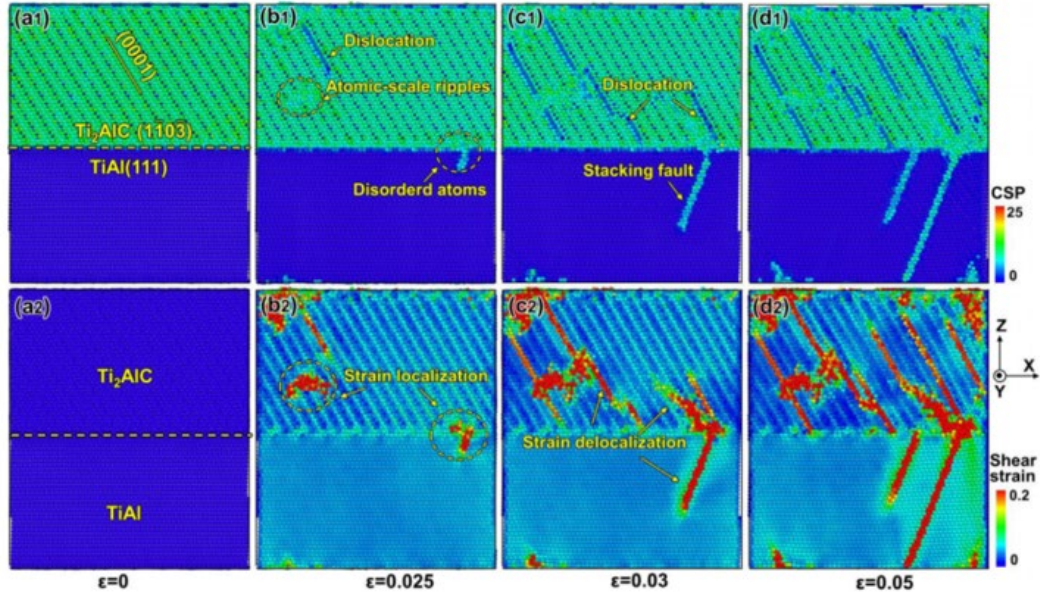 (a1)
(0001)
Ti₂AlC (1103̄)
TiAl(111)
(b1)
Dislocation
Atomic-scale ripples
Disorderd atoms
(c1)
Dislocation
Stacking fault
(d1)
CSP
25
0
(a2)
Ti₂AlC
TiAl
(b2)
Strain localization
(c2)
Strain delocalization
(d2)
Z
X
Y
Shear
strain
0.2
0
ε=0
ε=0.025
ε=0.03
ε=0.05